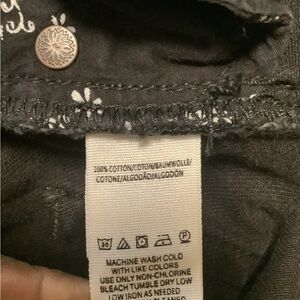 100% COTTON/COTON/BAUMWOLLE/
COTONE/ALGODÃO/ALGODÓN
MACHINE WASH COLD
WITH LIKE COLORS
USE ONLY NON-CHLORINE
BLEACH TUMBLE DRY LOW
LOW IRON AS NEEDED